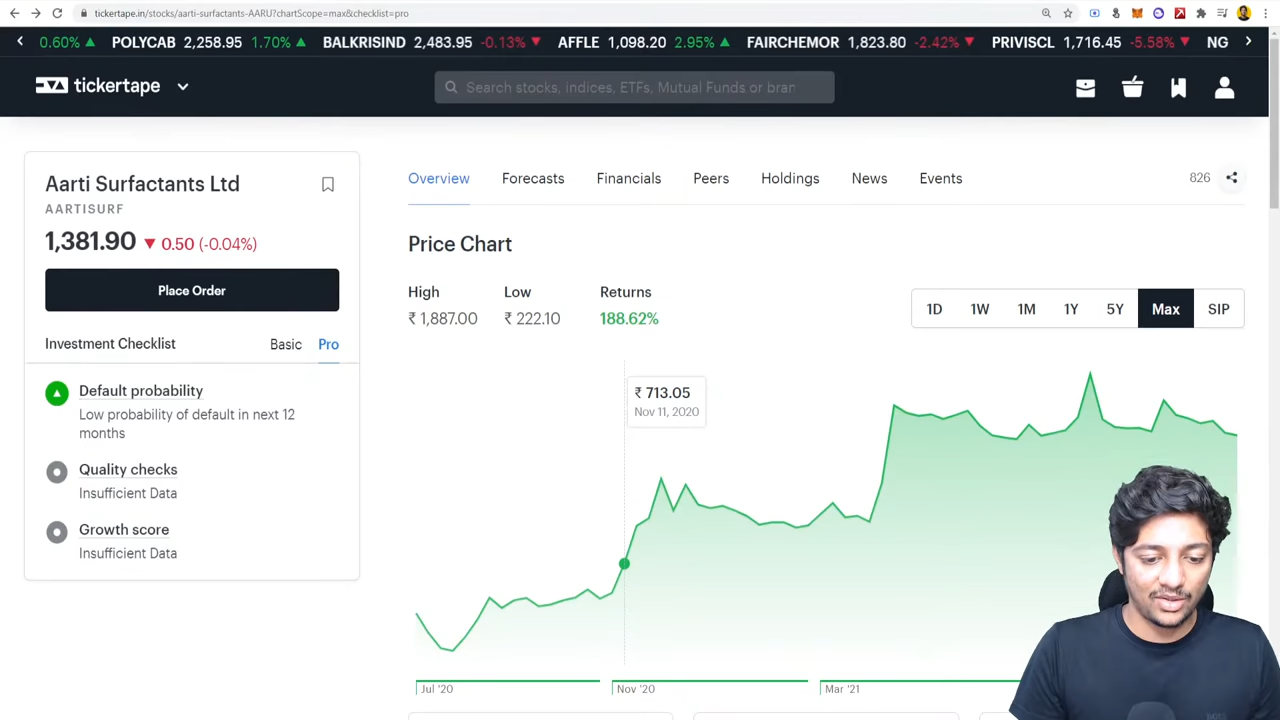 tickertape.in/stocks/aarti-surfactants-AARU?chartScope=max&checklist=pro
0.60% ▲ POLYCAB 2,258.95 1.70% ▲ BALKRISIND 2,483.95 -0.13% ▼ AFFLE 1,098.20 2.95% ▲ FAIRCHEMOR 1,823.80 -2.42% ▼ PRIVISCL 1,716.45 -5.58% ▼ NG
tickertape
Search stocks, indices, ETFs, Mutual Funds or bran
Aarti Surfactants Ltd
AARTISURF
1,381.90 ▼ 0.50 (-0.04%)
Place Order
Investment Checklist Basic Pro
Default probability
Low probability of default in next 12
months
Quality checks
Insufficient Data
Growth score
Insufficient Data
Overview Forecasts Financials Peers Holdings News Events 826
Price Chart
High Low Returns
₹ 1,887.00 ₹ 222.10 188.62%
1D 1W 1M 1Y 5Y Max SIP
₹ 713.05
Nov 11, 2020
Jul '20 Nov '20 Mar '21